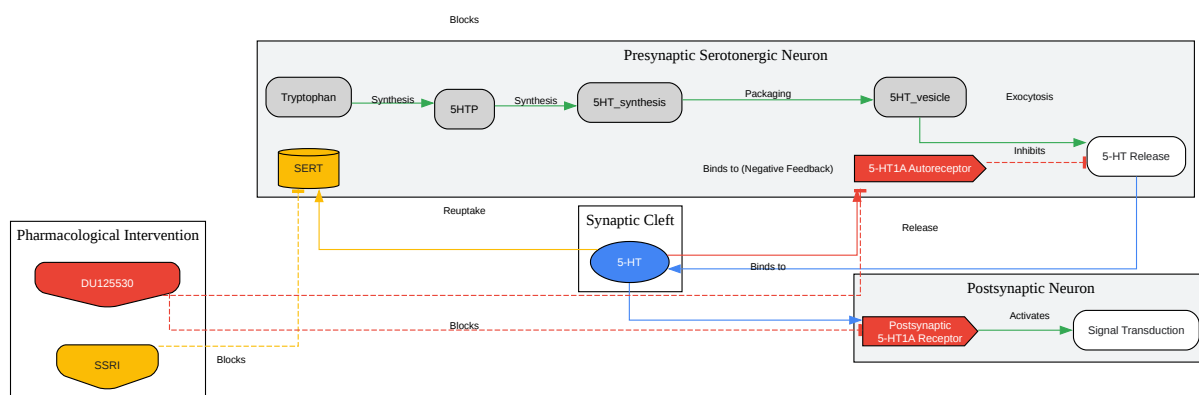 Blocks
Presynaptic Serotonergic Neuron
Tryptophan
Synthesis
5HTP
Synthesis
5HT_synthesis
Packaging
5HT_vesicle
Exocytosis
SERT
Binds to (Negative Feedback)
5-HT1A Autoreceptor
Inhibits
5-HT Release
Reuptake
Synaptic Cleft
Release
Pharmacological Intervention
DU125530
5-HT
Binds to
Postsynaptic Neuron
Blocks
Postsynaptic
5-HT1A Receptor
Activates
Signal Transduction
SSRI
Blocks